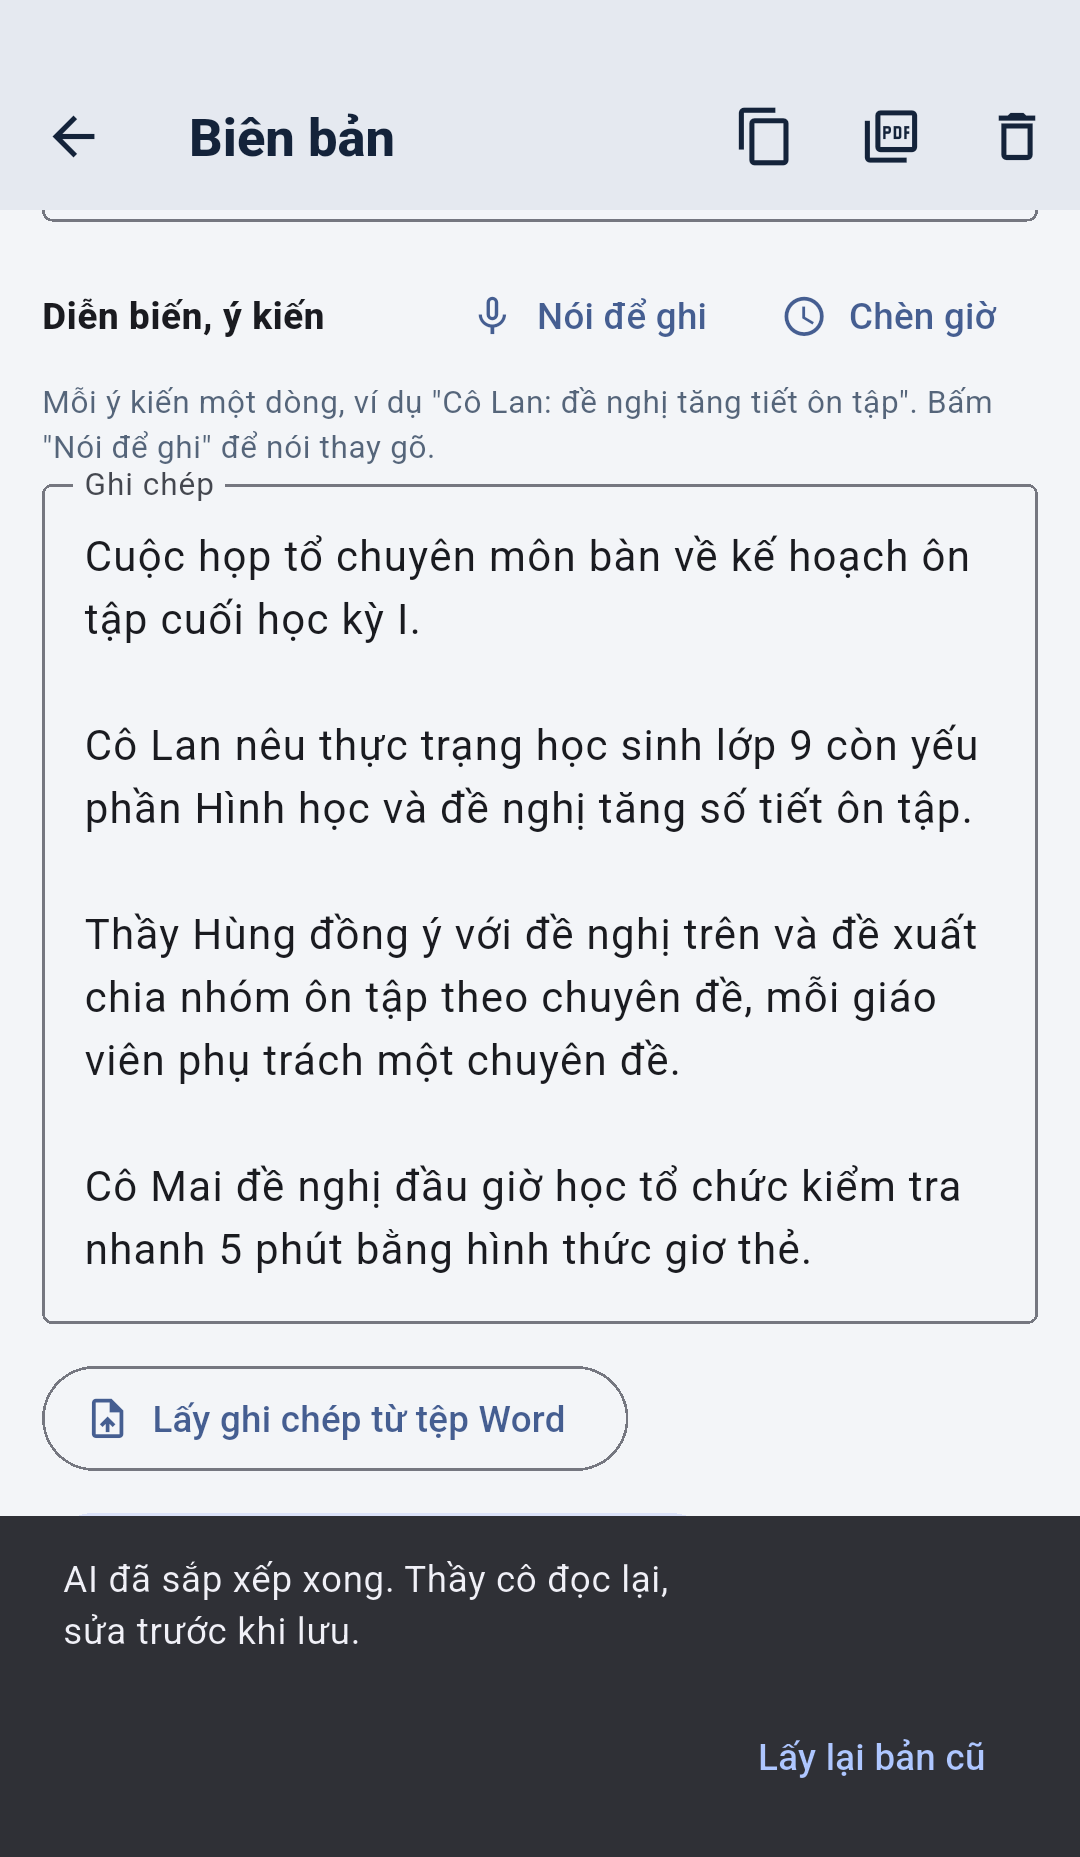 Biên bản
PDF
Diễn biến, ý kiến
Nói để ghi
Chèn giờ
Mỗi ý kiến một dòng, ví dụ "Cô Lan: đề nghị tăng tiết ôn tập". Bấm
"Nói để ghi" để nói thay gõ.
Ghi chép
Cuộc họp tổ chuyên môn bàn về kế hoạch ôn
tập cuối học kỳ I.
Cô Lan nêu thực trạng học sinh lớp 9 còn yếu
phần Hình học và đề nghị tăng số tiết ôn tập.
Thầy Hùng đồng ý với đề nghị trên và đề xuất
chia nhóm ôn tập theo chuyên đề, mỗi giáo
viên phụ trách một chuyên đề.
Cô Mai đề nghị đầu giờ học tổ chức kiểm tra
nhanh 5 phút bằng hình thức giơ thẻ.
Lấy ghi chép từ tệp Word
AI đã sắp xếp xong. Thầy cô đọc lại,
sửa trước khi lưu.
Lấy lại bản cũ